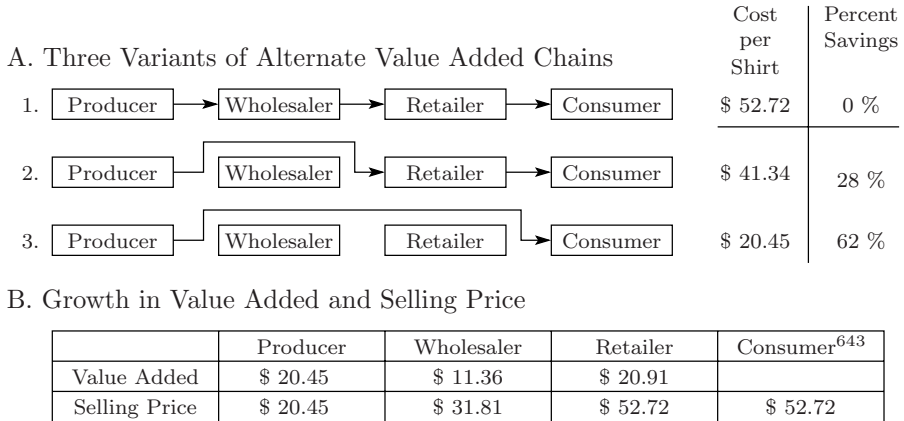 Cost Percent
per Savings
A. Three Variants of Alternate Value Added Chains
Shirt
1. Producer Wholesaler Retailer Consumer $ 52.72 0 %
2. Producer Wholesaler Retailer Consumer $ 41.34 28 %
3. Producer Wholesaler Retailer Consumer $ 20.45 62 %
B. Growth in Value Added and Selling Price
Producer Wholesaler Retailer Consumer643
Value Added $ 20.45 $ 11.36 $ 20.91
Selling Price $ 20.45 $ 31.81 $ 52.72 $ 52.72